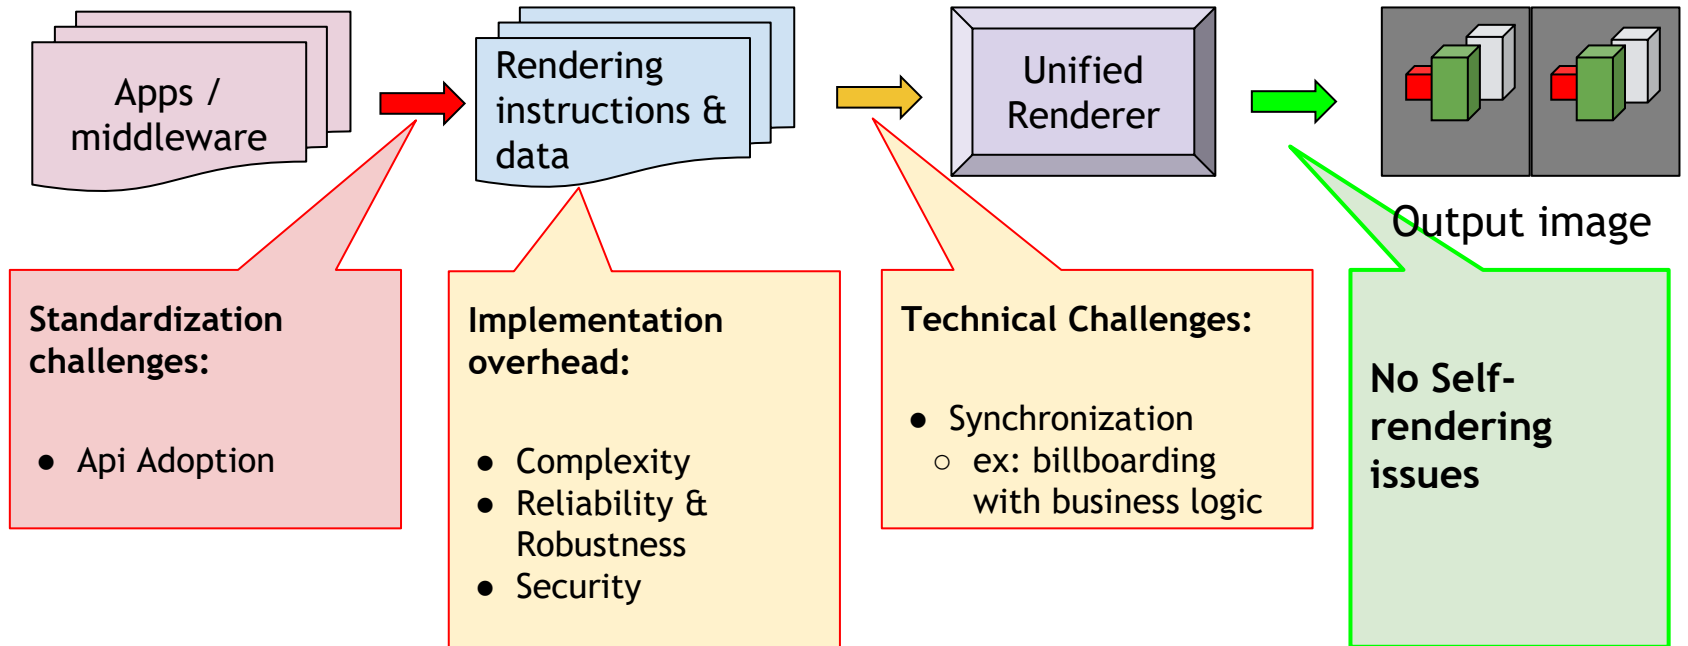 Apps /
middleware
Rendering
instructions &
data
Unified
Renderer
Output image
Standardization
challenges:
● Api Adoption
Implementation
overhead:
● Complexity
● Reliability &
Robustness
● Security
Technical Challenges:
● Synchronization
○ ex: billboarding
with business logic
No Self-
rendering
issues